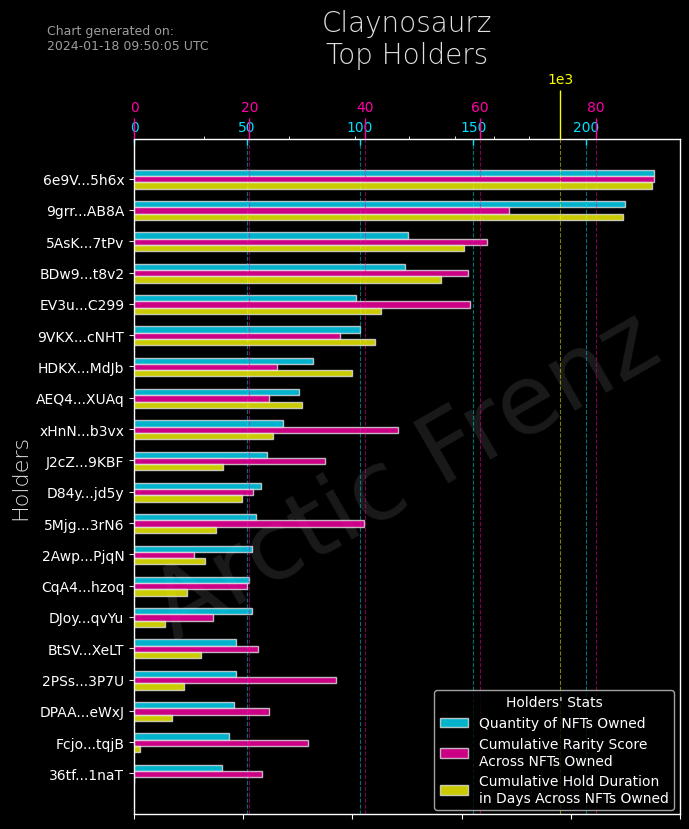 Chart generated on:
2024-01-18 09:50:05 UTC
Claynosaurz
Top Holders
1e3
0 20 40 60 80
0 50 100 150 200
Holders
6e9V...5h6x
9grr...AB8A
5AsK...7tPv
BDw9...t8v2
EV3u...C299
9VKX...cNHT
HDKX...MdJb
AEQ4...XUAq
xHnN...b3vx
J2cZ...9KBF
D84y...jd5y
5Mjg...3rN6
2Awp...PjqN
CqA4...hzoq
DJoy...qvYu
BtSV...XeLT
2PSs...3P7U
DPAA...eWxJ
Fcjo...tqjB
36tf...1naT
Arctic Frenz
Holders' Stats
Quantity of NFTs Owned
Cumulative Rarity Score
Across NFTs Owned
Cumulative Hold Duration
in Days Across NFTs Owned